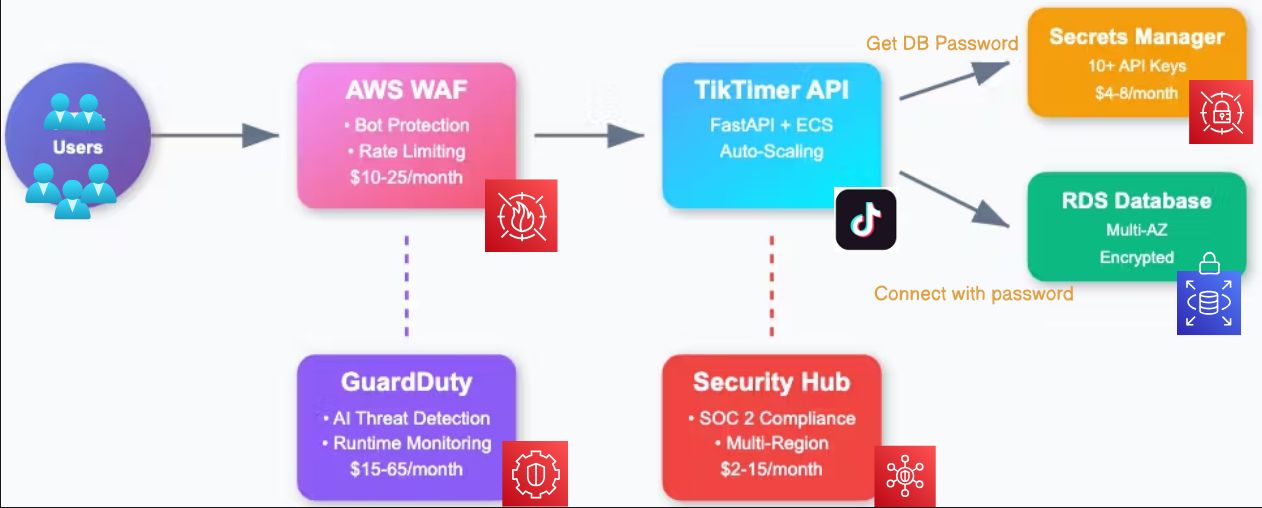 Users
AWS WAF
• Bot Protection
• Rate Limiting
$10-25/month
TikTimer API
FastAPI + ECS
Auto-Scaling
Get DB Password
Secrets Manager
10+ API Keys
$4-8/month
RDS Database
Multi-AZ
Encrypted
Connect with password
GuardDuty
• AI Threat Detection
• Runtime Monitoring
$15-65/month
Security Hub
• SOC 2 Compliance
• Multi-Region
$2-15/month